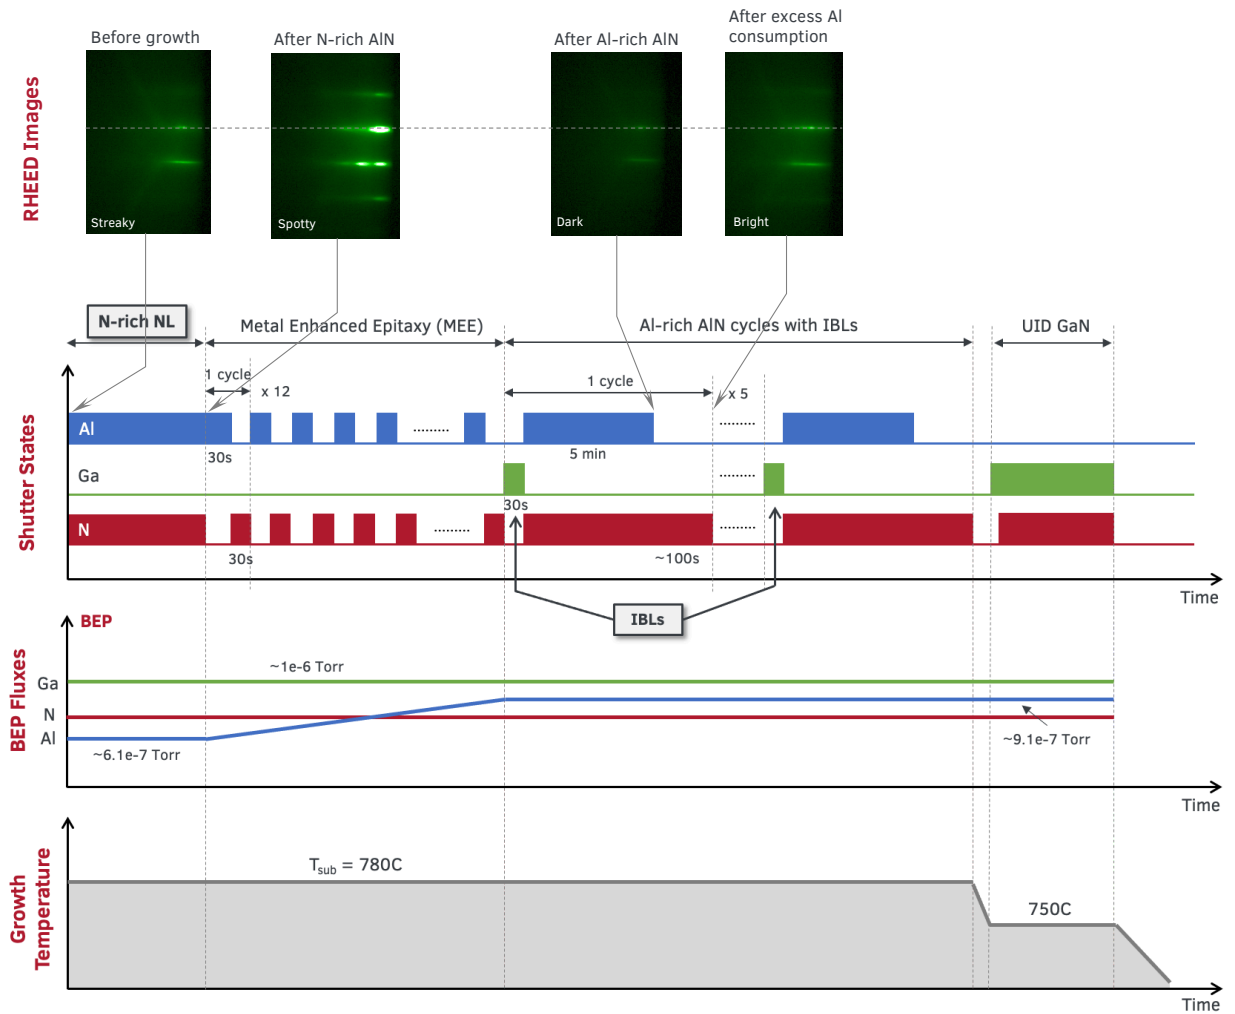 Before growth
After N-rich AlN
After Al-rich AlN
After excess Al
consumption
RHEED Images
Streaky
Spotty
Dark
Bright
N-rich NL
Metal Enhanced Epitaxy (MEE)
Al-rich AlN cycles with IBLs
UID GaN
1 cycle
x 12
1 cycle
x 5
Shutter States
Al
.........
.........
30s
5 min
Ga
.........
30s
N
.........
.........
30s
~100s
IBLs
Time
BEP
BEP Fluxes
~1e-6 Torr
Ga
N
Al
~6.1e-7 Torr
~9.1e-7 Torr
Time
Growth
Temperature
Tsub = 780C
750C
Time